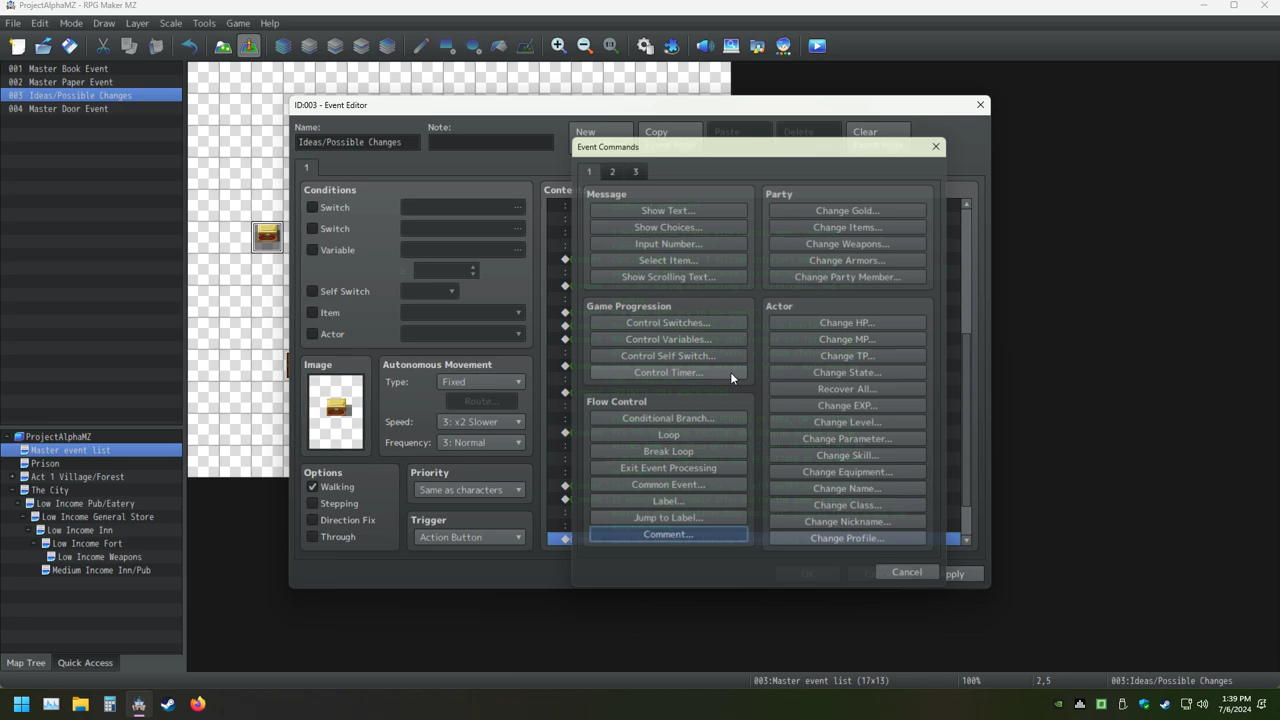 ProjectAlphaMZ - RPG Maker MZ
File Edit Mode Draw Layer Scale Tools Game Help
001 Master Book Event
002 Master Paper Event
003 Ideas/Possible Changes
004 Master Door Event
ID:003 - Event Editor
Name:
Note:
Ideas/Possible Changes
New
Copy
Paste
Delete
Clear
1
Conditions
Switch ...
Switch ...
Variable ...
≥
Self Switch
Item
Actor
Image
Autonomous Movement
Type: Fixed
Route...
Speed: 3: x2 Slower
Frequency: 3: Normal
Options
Walking
Stepping
Direction Fix
Through
Priority
Same as characters
Trigger
Action Button
Event Commands
1 2 3
Message
Show Text...
Show Choices...
Input Number...
Select Item...
Show Scrolling Text...
Game Progression
Control Switches...
Control Variables...
Control Self Switch...
Control Timer...
Flow Control
Conditional Branch...
Loop
Break Loop
Exit Event Processing
Common Event...
Label...
Jump to Label...
Comment...
Party
Change Gold...
Change Items...
Change Weapons...
Change Armors...
Change Party Member...
Actor
Change HP...
Change MP...
Change TP...
Change State...
Recover All...
Change EXP...
Change Level...
Change Parameter...
Change Skill...
Change Equipment...
Change Name...
Change Class...
Change Nickname...
Change Profile...
Cancel
ProjectAlphaMZ
Master event list
Prison
Act 1 Village/Forest
The City
Low Income Pub/Eatery
Low Income General Store
Low Income Inn
Low Income Fort
Low Income Weapons
Medium Income Inn/Pub
Map Tree Quick Access
003:Master event list (17x13) 100% 2,5 003:Ideas/Possible Changes
1:39 PM
7/6/2024